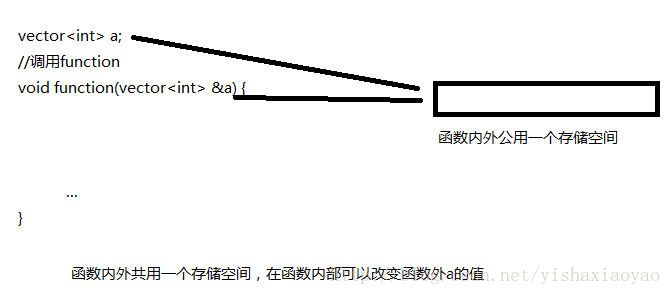 vector<int> a;
//调用function
void function(vector<int> &a) {
函数内外公用一个存储空间
...
}
函数内外共用一个存储空间，在函数内部可以改变函数外a的值
.net/yishaxiaoyao